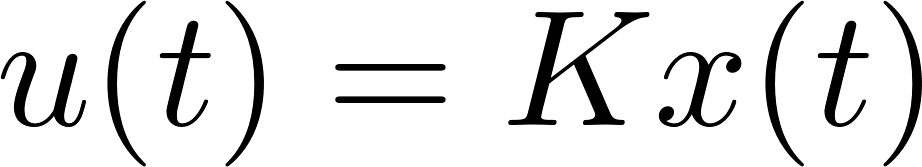 u(t) = Kx(t)